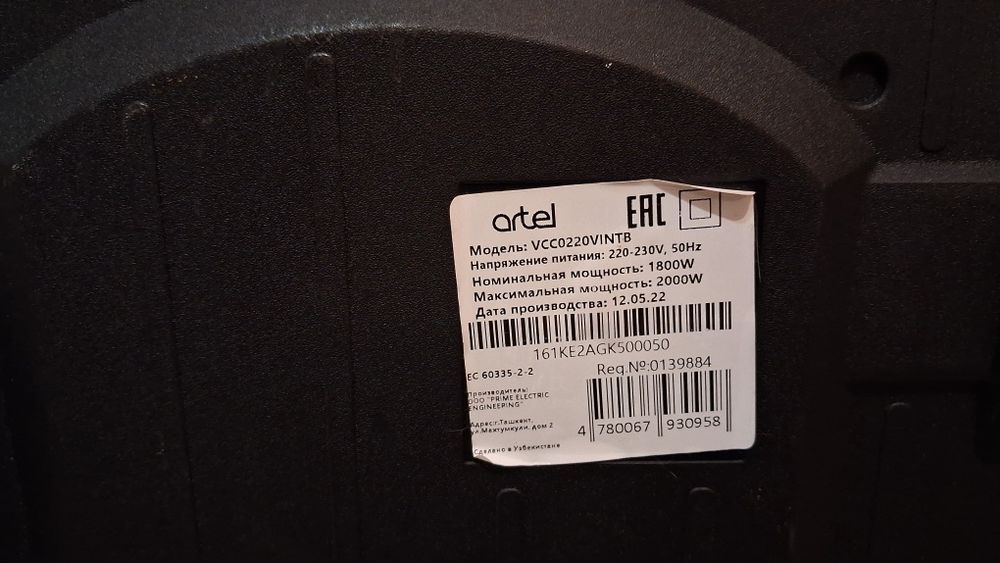 artel EAC
Модель: VCC0220VINTB
Напряжение питания: 220-230V, 50Hz
Номинальная мощность: 1800W
Максимальная мощность: 2000W
Дата производства: 12.05.22
161KE2AGK500050
EC 60335-2-2
Reg.№:0139884
Производитель:
ООО "PRIME ELECTRIC
ENGINEERING"
Адрес:г.Ташкент,
ул.Махтумкули, дом 2
Сделано в Узбекистане
4 780067 930958